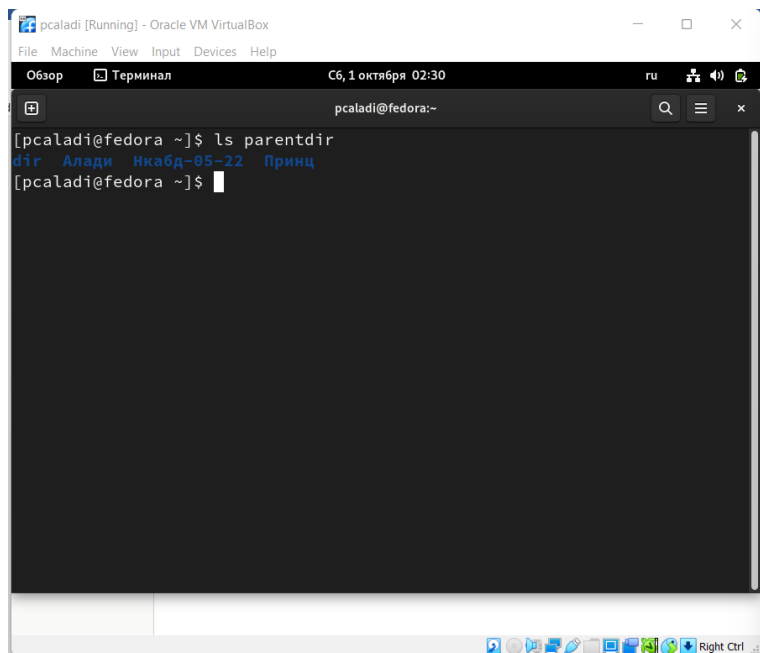 pcaladi [Running] - Oracle VM VirtualBox
File Machine View Input Devices Help
Обзор Терминал Сб, 1 октября 02:30 ru
pcaladi@fedora:~
[pcaladi@fedora ~]$ ls parentdir
dir Алади Нкабд-05-22 Принц
[pcaladi@fedora ~]$
Right Ctrl